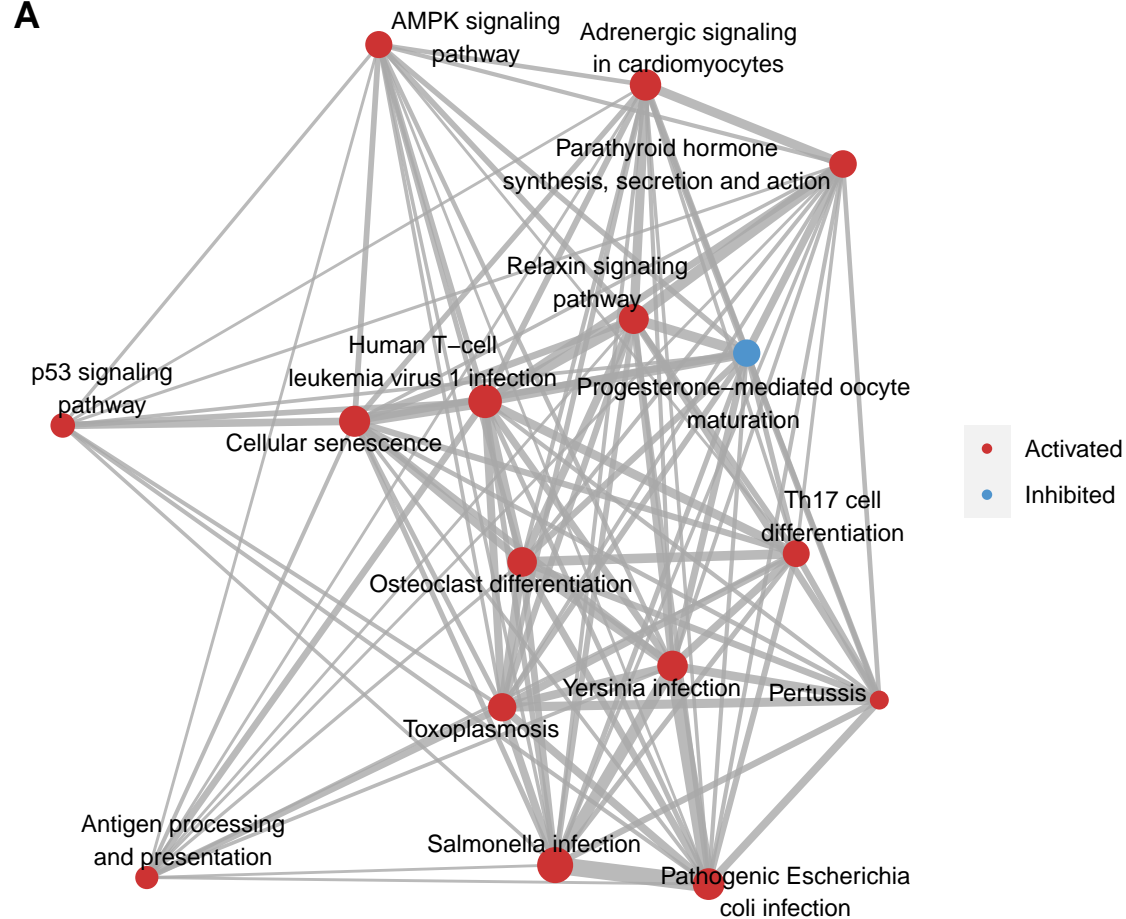 A
AMPK signaling
pathway
Adrenergic signaling
in cardiomyocytes
Parathyroid hormone
synthesis, secretion and action
Relaxin signaling
pathway
Human T−cell
leukemia virus 1 infection
p53 signaling
pathway
Progesterone−mediated oocyte
maturation
Cellular senescence
Activated
Inhibited
Th17 cell
differentiation
Osteoclast differentiation
Yersinia infection
Pertussis
Toxoplasmosis
Antigen processing
and presentation
Salmonella infection
Pathogenic Escherichia
coli infection